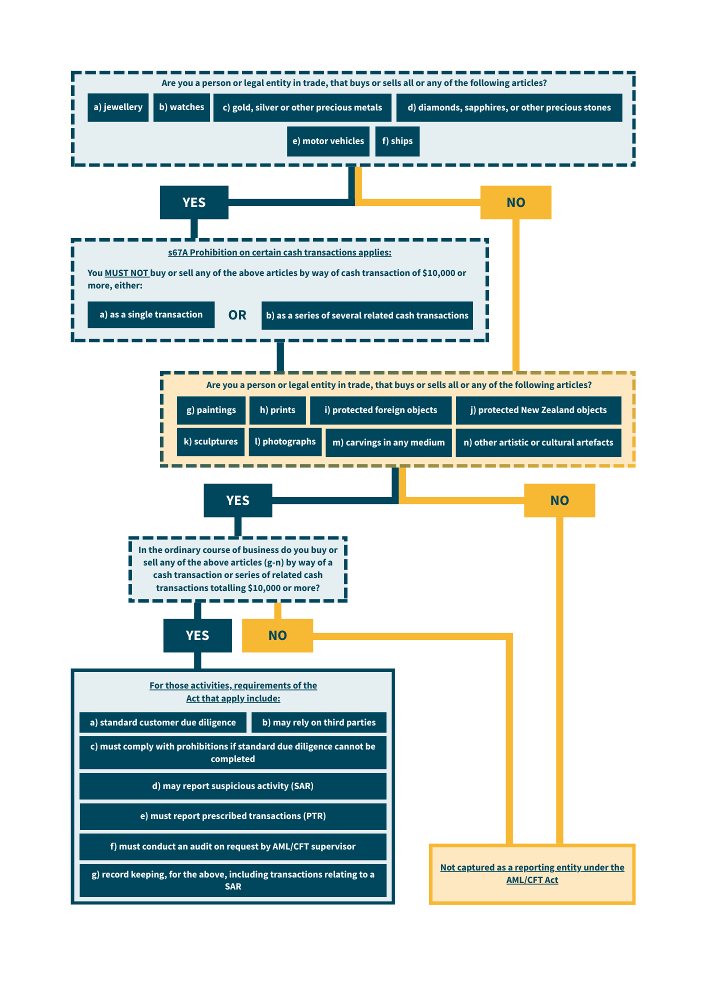 Are you a person or legal entity in trade, that buys or sells all or any of the following articles?
a) jewellery
b) watches
c) gold, silver or other precious metals
d) diamonds, sapphires, or other precious stones
e) motor vehicles
f) ships
YES
NO
s67A Prohibition on certain cash transactions applies:
You MUST NOT buy or sell any of the above articles by way of cash transaction of $10,000 or
more, either:
a) as a single transaction
OR
b) as a series of several related cash transactions
Are you a person or legal entity in trade, that buys or sells all or any of the following articles?
g) paintings
h) prints
i) protected foreign objects
j) protected New Zealand objects
k) sculptures
l) photographs
m) carvings in any medium
n) other artistic or cultural artefacts
YES
NO
In the ordinary course of business do you buy or
sell any of the above articles (g-n) by way of a
cash transaction or series of related cash
transactions totalling $10,000 or more?
YES
NO
For those activities, requirements of the
Act that apply include:
a) standard customer due diligence
b) may rely on third parties
c) must comply with prohibitions if standard due diligence cannot be
completed
d) may report suspicious activity (SAR)
e) must report prescribed transactions (PTR)
f) must conduct an audit on request by AML/CFT supervisor
g) record keeping, for the above, including transactions relating to a
SAR
Not captured as a reporting entity under the
AML/CFT Act